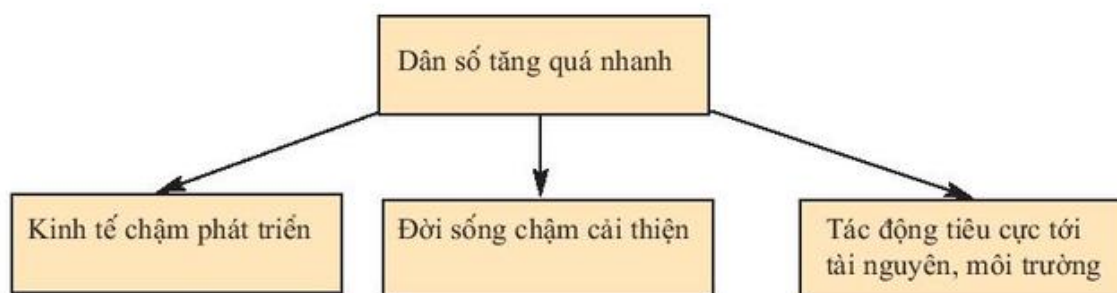 Dân số tăng quá nhanh
Kinh tế chậm phát triển
Đời sống chậm cải thiện
Tác động tiêu cực tới
tài nguyên, môi trường